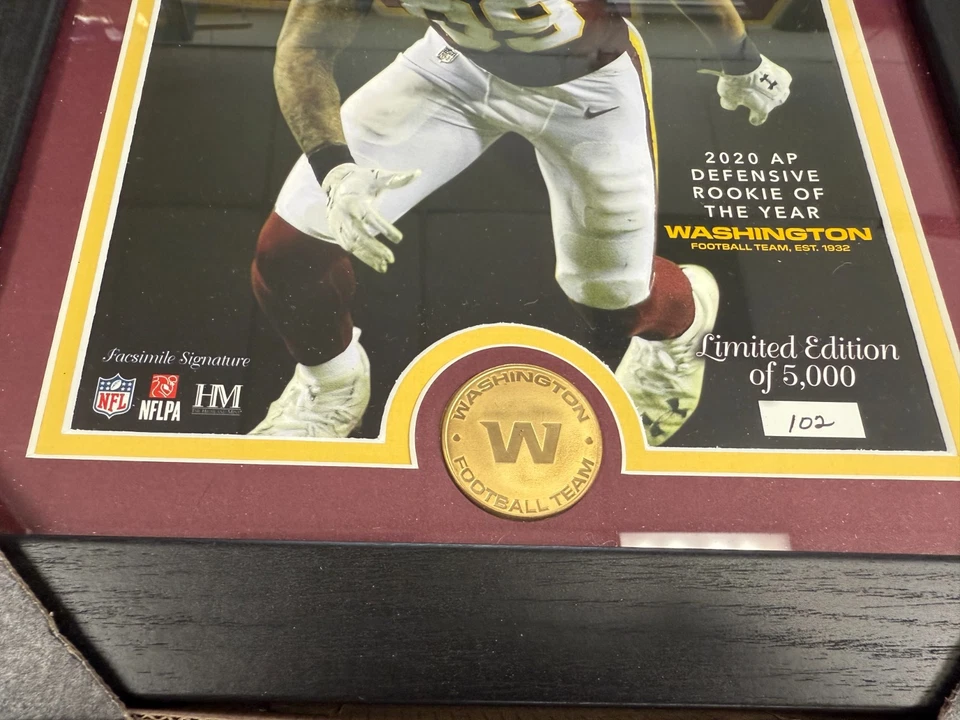 99
2020 AP
DEFENSIVE
ROOKIE OF
THE YEAR
WASHINGTON
FOOTBALL TEAM, EST. 1932
Facsimile Signature
NFL
NFLPA
HM
Limited Edition
of 5,000
102
WASHINGTON
W
FOOTBALL TEAM